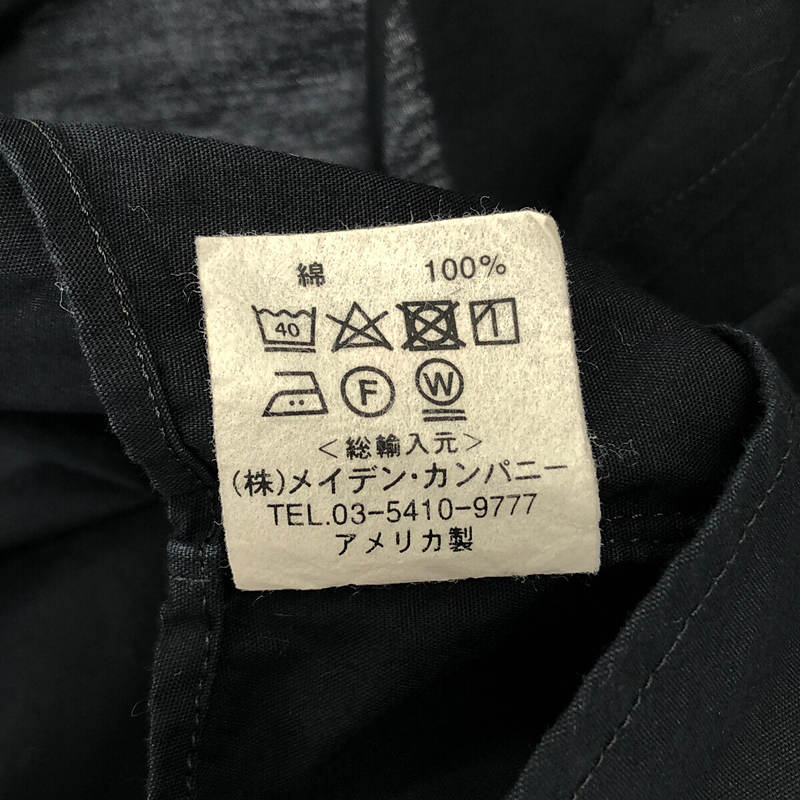 綿 100%
40
F W
<総輸入元>
(株)メイデン・カンパニー
TEL.03-5410-9777
アメリカ製